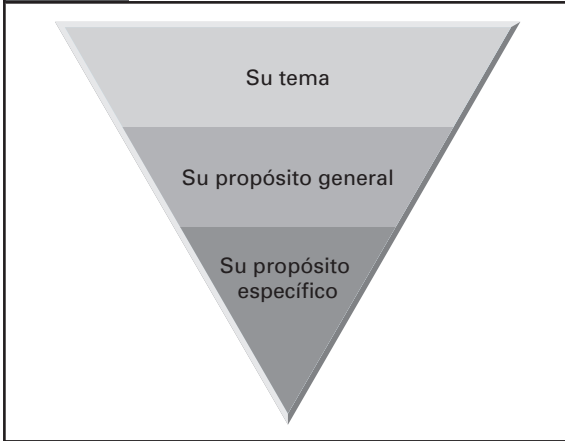 Su tema
Su propósito general
Su propósito
específico